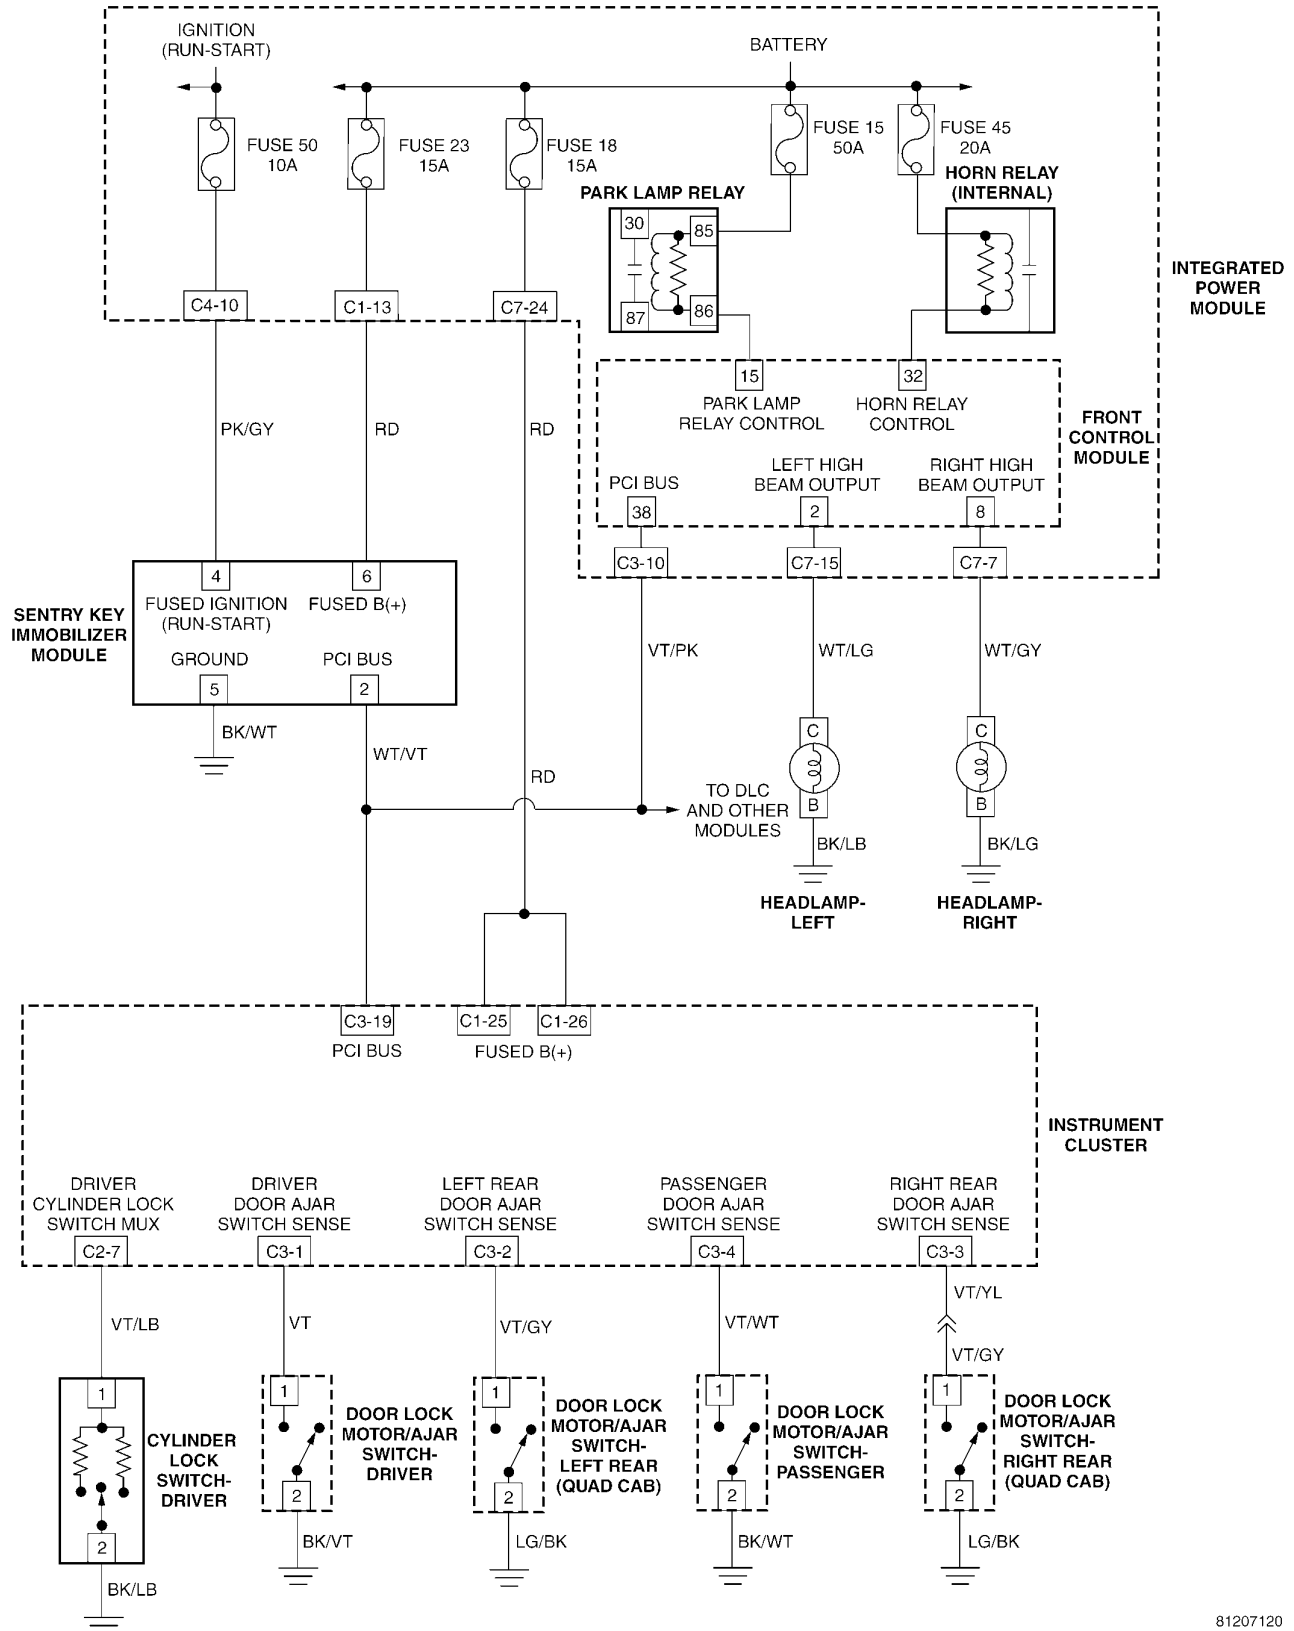 IGNITION
(RUN-START)
BATTERY
FUSE 50
10A
FUSE 23
15A
FUSE 18
15A
FUSE 15
50A
FUSE 45
20A
PARK LAMP RELAY
HORN RELAY
(INTERNAL)
30
85
87
86
INTEGRATED
POWER
MODULE
C4-10
C1-13
C7-24
15
32
PARK LAMP
RELAY CONTROL
HORN RELAY
CONTROL
FRONT
CONTROL
MODULE
PK/GY
RD
RD
PCI BUS
LEFT HIGH
BEAM OUTPUT
RIGHT HIGH
BEAM OUTPUT
38
2
8
C3-10
C7-15
C7-7
SENTRY KEY
IMMOBILIZER
MODULE
4
6
FUSED IGNITION
(RUN-START)
FUSED B(+)
GROUND
PCI BUS
5
2
VT/PK
WT/LG
WT/GY
BK/WT
WT/VT
RD
C
C
TO DLC
AND OTHER
MODULES
B
B
BK/LB
BK/LG
HEADLAMP-
LEFT
HEADLAMP-
RIGHT
C3-19
C1-25
C1-26
PCI BUS
FUSED B(+)
INSTRUMENT
CLUSTER
DRIVER
CYLINDER LOCK
SWITCH MUX
DRIVER
DOOR AJAR
SWITCH SENSE
LEFT REAR
DOOR AJAR
SWITCH SENSE
PASSENGER
DOOR AJAR
SWITCH SENSE
RIGHT REAR
DOOR AJAR
SWITCH SENSE
C2-7
C3-1
C3-2
C3-4
C3-3
VT/LB
VT
VT/GY
VT/WT
VT/YL
VT/GY
1
1
1
1
1
CYLINDER
LOCK
SWITCH-
DRIVER
DOOR LOCK
MOTOR/AJAR
SWITCH-
DRIVER
DOOR LOCK
MOTOR/AJAR
SWITCH-
LEFT REAR
(QUAD CAB)
DOOR LOCK
MOTOR/AJAR
SWITCH-
PASSENGER
DOOR LOCK
MOTOR/AJAR
SWITCH-
RIGHT REAR
(QUAD CAB)
2
2
2
2
2
BK/LB
BK/VT
LG/BK
BK/WT
LG/BK
81207120